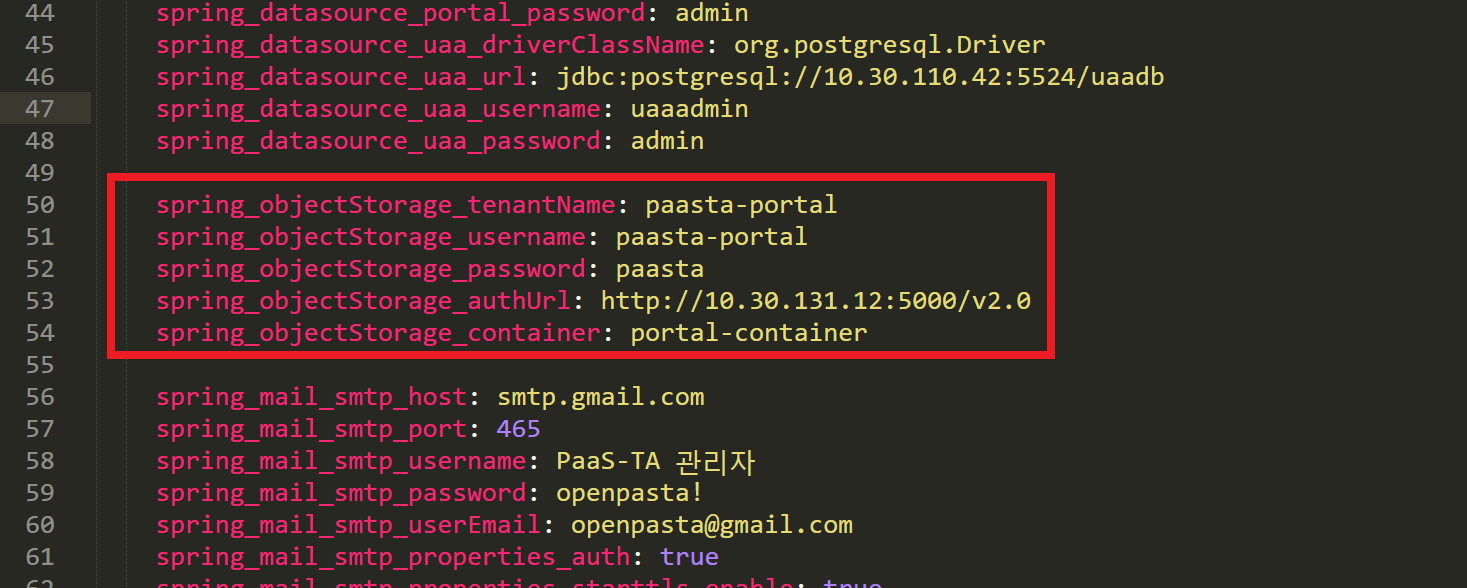 44 spring_datasource_portal_password: admin
45 spring_datasource_uaa_driverClassName: org.postgresql.Driver
46 spring_datasource_uaa_url: jdbc:postgresql://10.30.110.42:5524/uaadb
47 spring_datasource_uaa_username: uaaadmin
48 spring_datasource_uaa_password: admin
49
50 spring_objectStorage_tenantName: paasta-portal
51 spring_objectStorage_username: paasta-portal
52 spring_objectStorage_password: paasta
53 spring_objectStorage_authUrl: http://10.30.131.12:5000/v2.0
54 spring_objectStorage_container: portal-container
55
56 spring_mail_smtp_host: smtp.gmail.com
57 spring_mail_smtp_port: 465
58 spring_mail_smtp_username: PaaS-TA 관리자
59 spring_mail_smtp_password: openpasta!
60 spring_mail_smtp_userEmail: openpasta@gmail.com
61 spring_mail_smtp_properties_auth: true
62 spring_mail_smtp_properties_starttls_enable: true